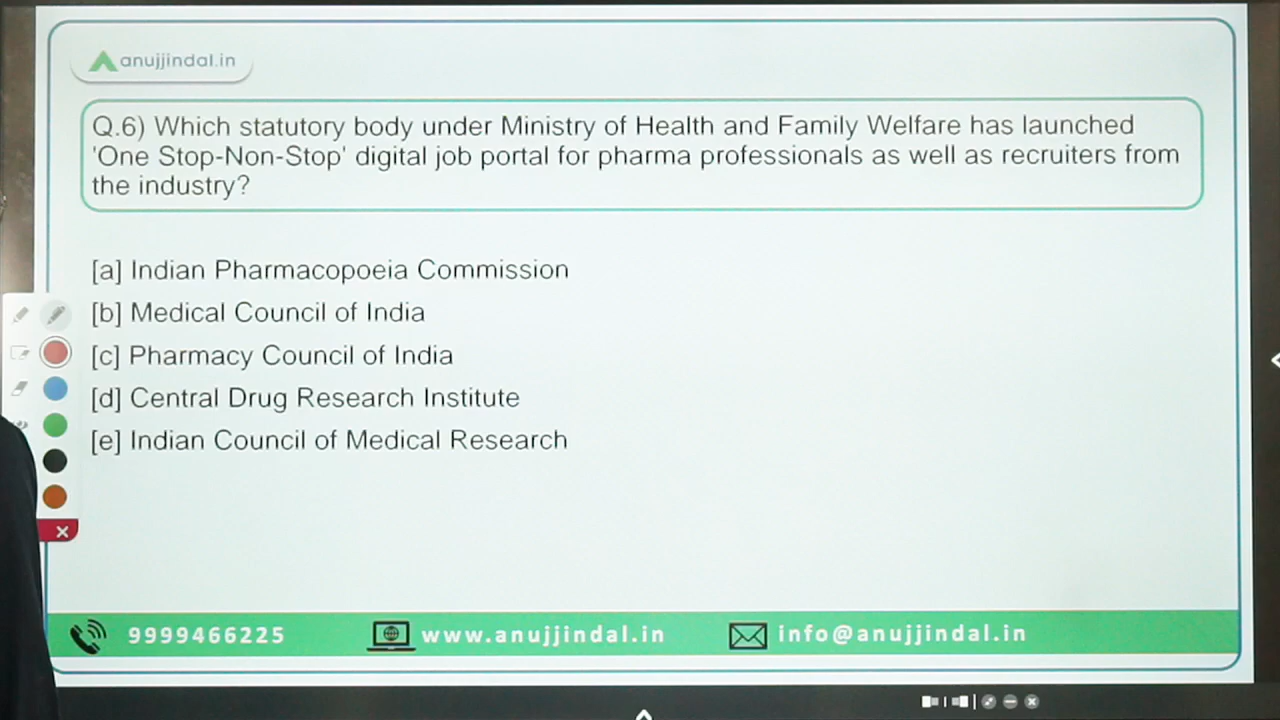 anujjindal.in
Q.6) Which statutory body under Ministry of Health and Family Welfare has launched
'One Stop-Non-Stop' digital job portal for pharma professionals as well as recruiters from
the industry?
[a] Indian Pharmacopoeia Commission
[b] Medical Council of India
[c] Pharmacy Council of India
[d] Central Drug Research Institute
[e] Indian Council of Medical Research
9999466225 www.anujjindal.in info@anujjindal.in